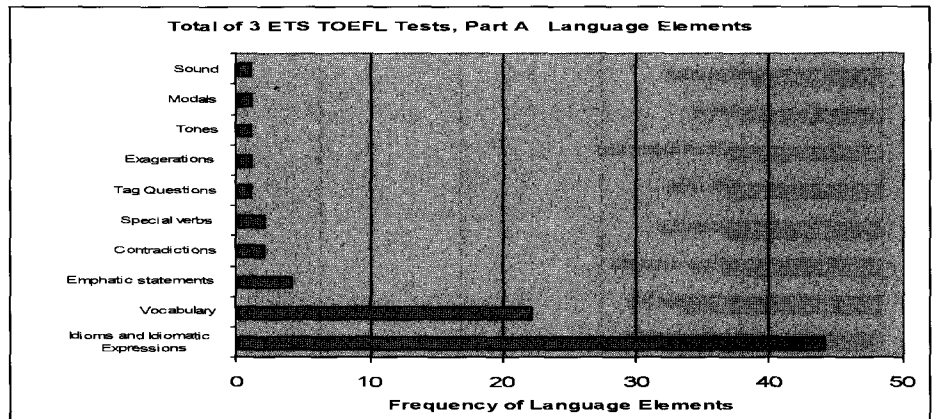 Total of 3 ETS TOEFL Tests, Part A Language Elements
Sound
Modals
Tones
Exagerations
Tag Questions
Special verbs
Contradictions
Emphatic statements
Vocabulary
Idioms and Idiomatic
Expressions
0 10 20 30 40 50
Frequency of Language Elements